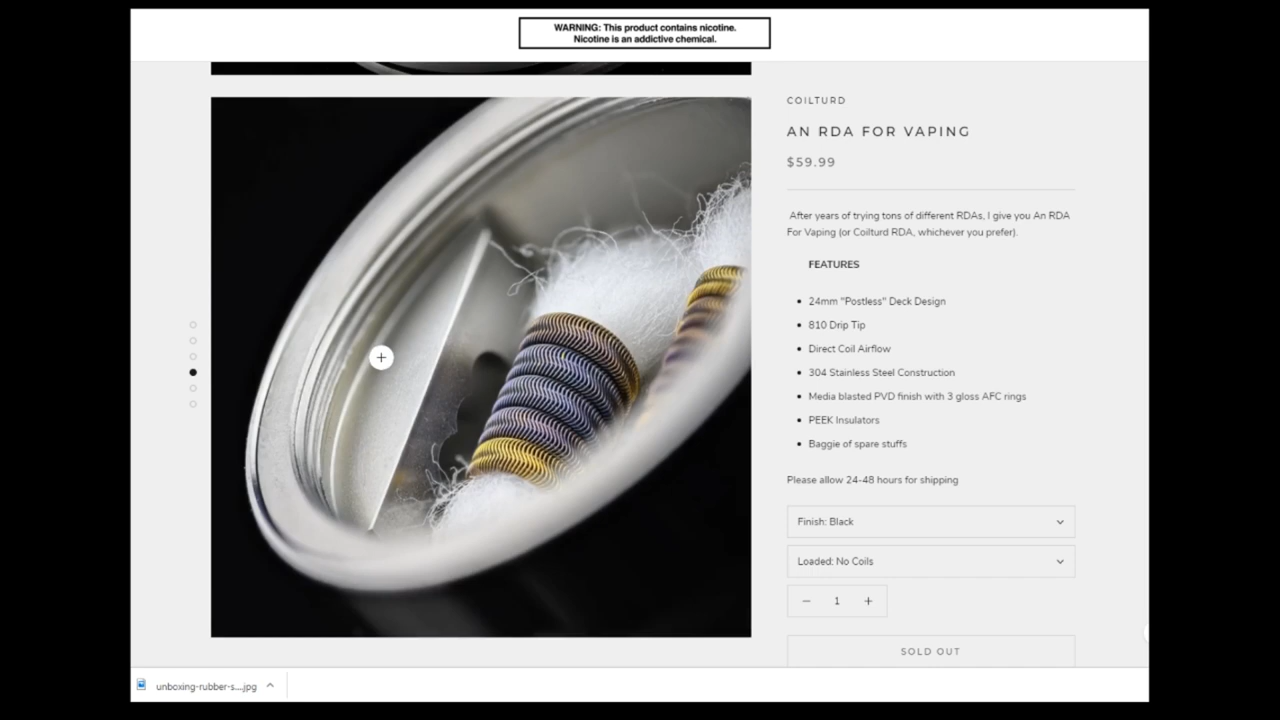 WARNING: This product contains nicotine.
Nicotine is an addictive chemical.
COILTURD
AN RDA FOR VAPING
$59.99
After years of trying tons of different RDAs, I give you An RDA
For Vaping (or Coilturd RDA, whichever you prefer).
FEATURES
24mm "Postless" Deck Design
810 Drip Tip
Direct Coil Airflow
304 Stainless Steel Construction
Media blasted PVD finish with 3 gloss AFC rings
PEEK Insulators
Baggie of spare stuffs
Please allow 24-48 hours for shipping
Finish: Black
Loaded: No Coils
1
SOLD OUT
unboxing-rubber-s....jpg